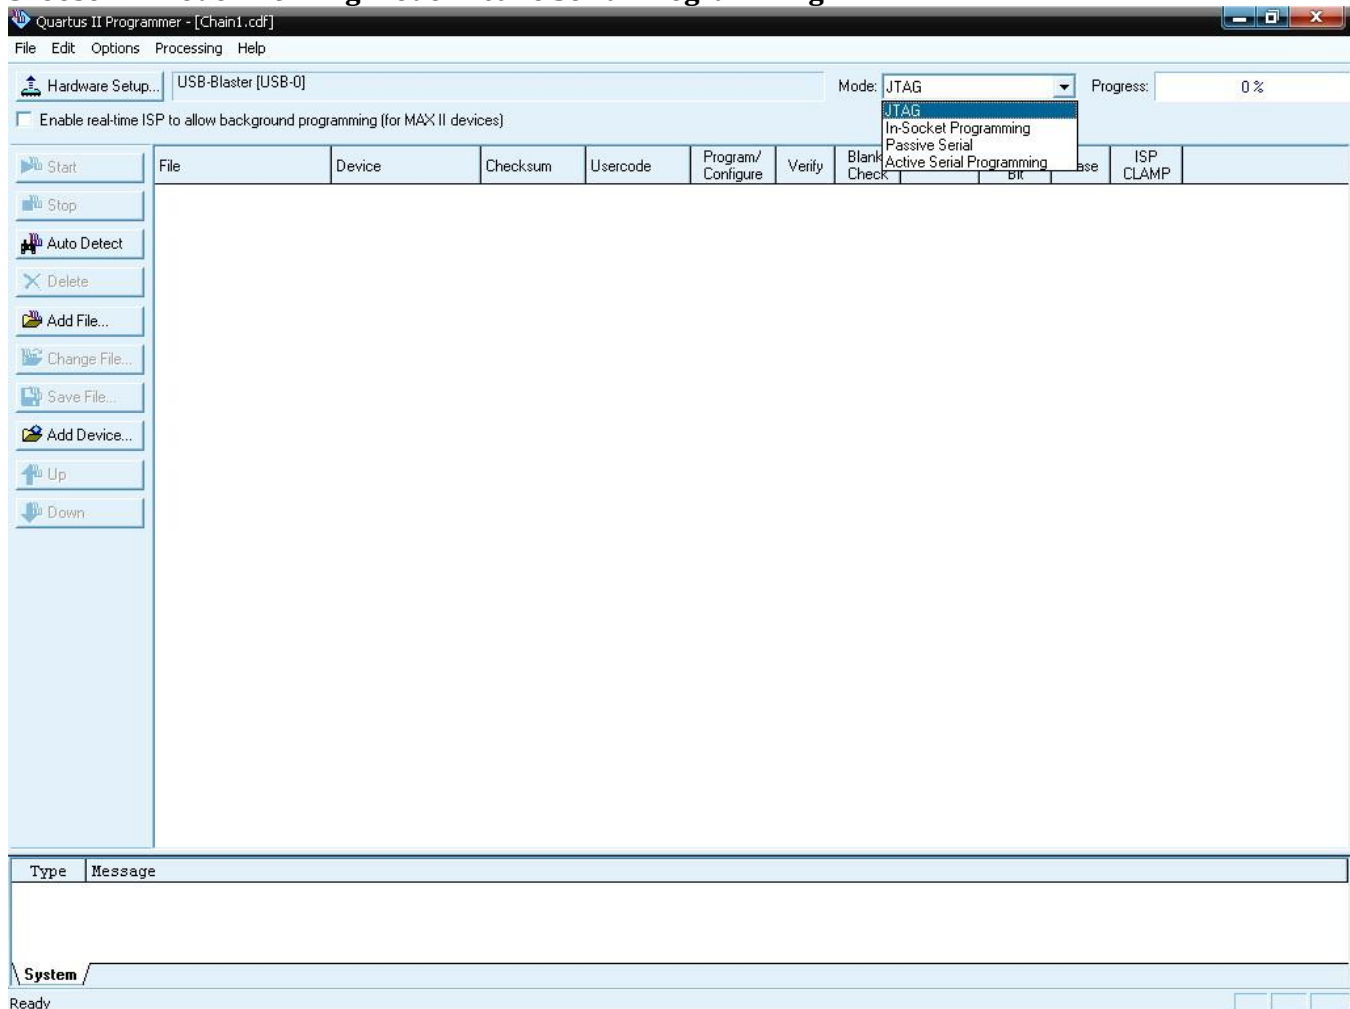 Quartus II Programmer - [Chain1.cdf]
File Edit Options Processing Help
Hardware Setup... USB-Blaster [USB-0] Mode: JTAG Progress: 0 %
JTAG
In-Socket Programming
Passive Serial
Active Serial Programming
Enable real-time ISP to allow background programming (for MAX II devices)
File Device Checksum Usercode Program/ Configure Verify Blank Check Bit ISP CLAMP
Start
Stop
Auto Detect
Delete
Add File...
Change File...
Save File...
Add Device...
Up
Down
Type Message
System
Ready